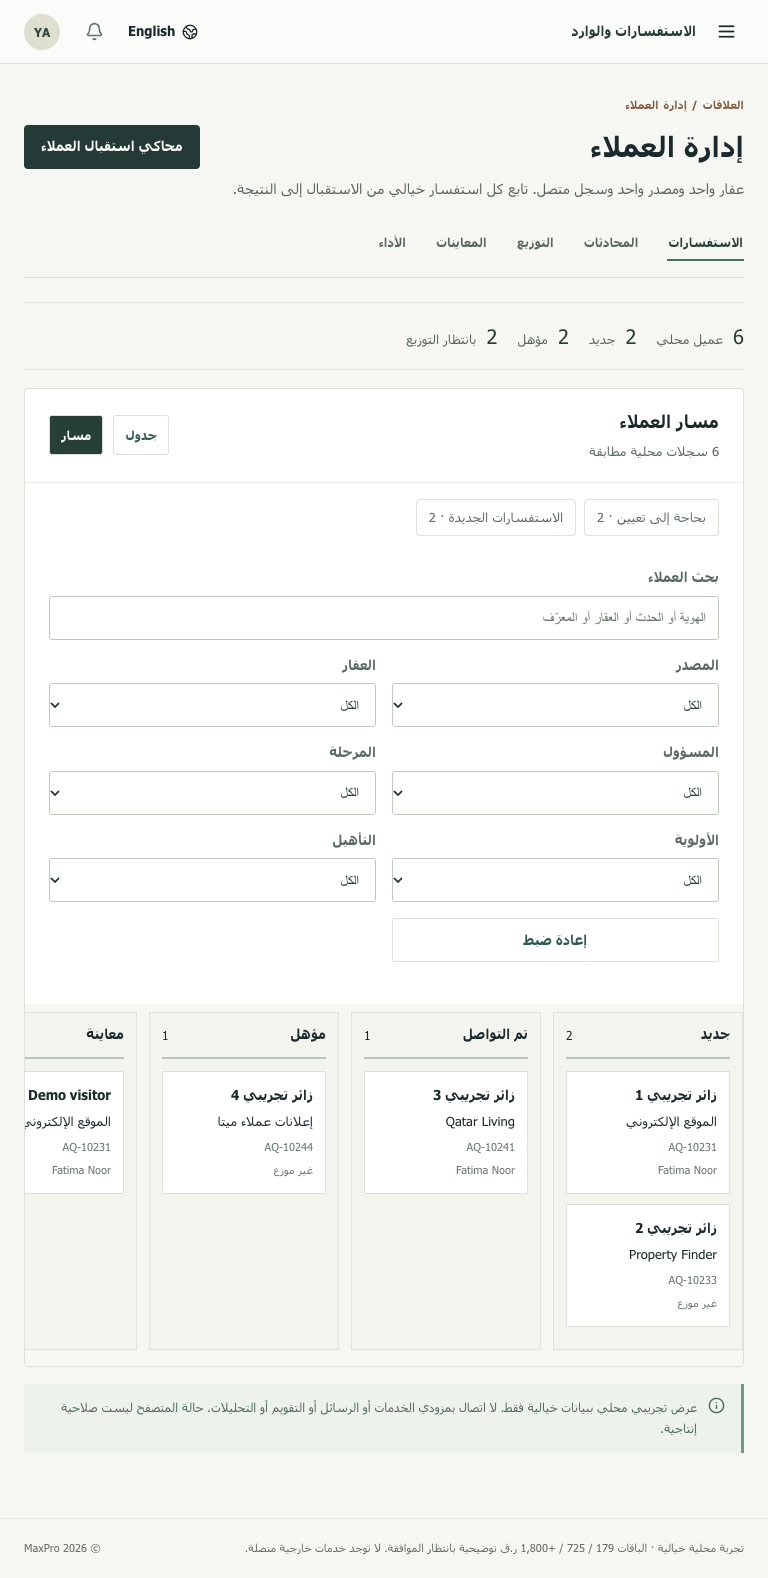 الاستفسارات والوارد
English
YA
العلاقات / إدارة العملاء
إدارة العملاء
محاكي استقبال العملاء
عقار واحد ومصدر واحد وسجل متصل. تابع كل استفسار خيالي من الاستقبال إلى النتيجة.
الاستفسارات المحادثات التوزيع المعاينات الأداء
6 عميل محلي 2 جديد 2 مؤهل 2 بانتظار التوزيع
مسار العملاء
6 سجلات محلية مطابقة
جدول مسار
بحاجة إلى تعيين · 2 الاستفسارات الجديدة · 2
بحث العملاء
الهوية أو الحدث أو العقار أو المعرّف
المصدر العقار
الكل الكل
المسؤول المرحلة
الكل الكل
الأولوية التأهيل
الكل الكل
إعادة ضبط
جديد 2
زائر تجريبي 1
الموقع الإلكتروني
AQ-10231
Fatima Noor
زائر تجريبي 2
Property Finder
AQ-10233
غير موزع
تم التواصل 1
زائر تجريبي 3
Qatar Living
AQ-10241
Fatima Noor
مؤهل 1
زائر تجريبي 4
إعلانات عملاء ميتا
AQ-10244
غير موزع
معاينة
Demo visitor
الموقع الإلكتروني
AQ-10231
Fatima Noor
عرض تجريبي محلي ببيانات خيالية فقط. لا اتصال بمزودي الخدمات أو الرسائل أو التقويم أو التحليلات. حالة المتصفح ليست صلاحية
إنتاجية.
تجربة محلية خيالية · الباقات 179 / 725 / +1,800 ر.ق توضيحية بانتظار الموافقة. لا توجد خدمات خارجية متصلة.
© 2026 MaxPro